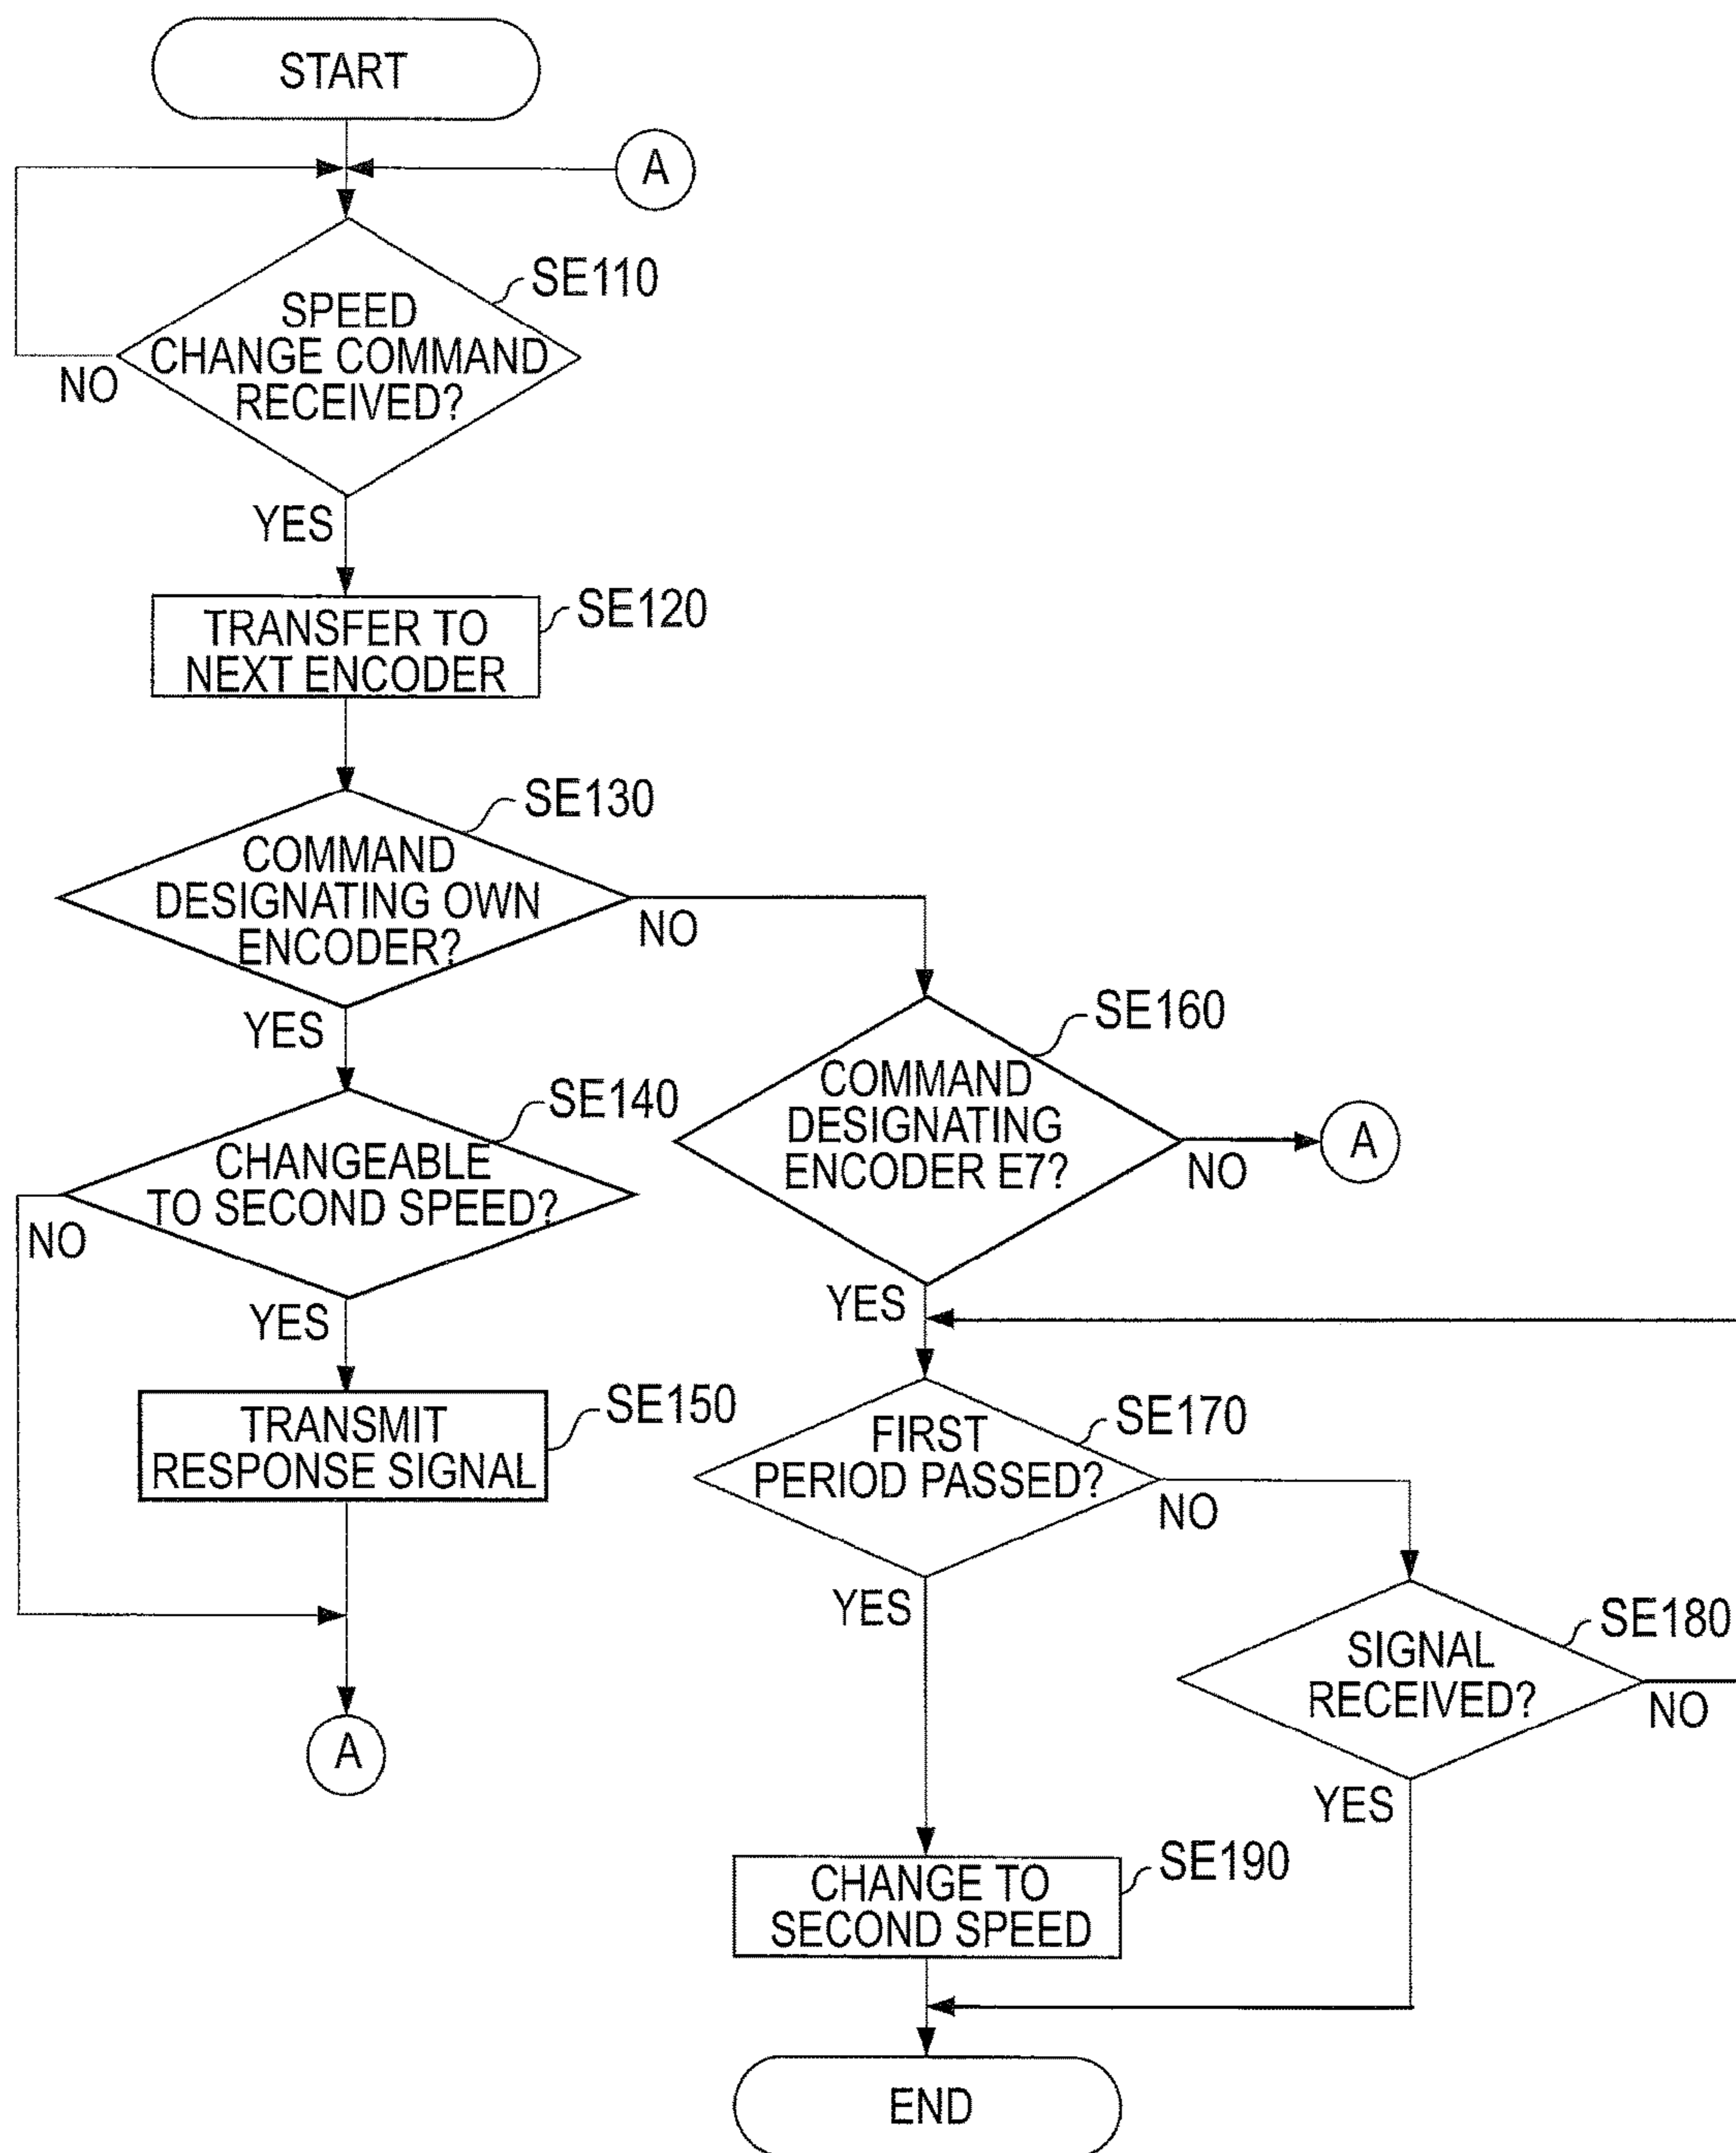 START
A
SE110
SPEED
CHANGE COMMAND
RECEIVED?
NO
YES
SE120
TRANSFER TO
NEXT ENCODER
SE130
COMMAND
DESIGNATING OWN
ENCODER?
NO
YES
SE140
CHANGEABLE
TO SECOND SPEED?
NO
YES
SE150
TRANSMIT
RESPONSE SIGNAL
A
SE160
COMMAND
DESIGNATING
ENCODER E7?
NO
A
YES
SE170
FIRST
PERIOD PASSED?
NO
YES
SE180
SIGNAL
RECEIVED?
NO
YES
SE190
CHANGE TO
SECOND SPEED
END